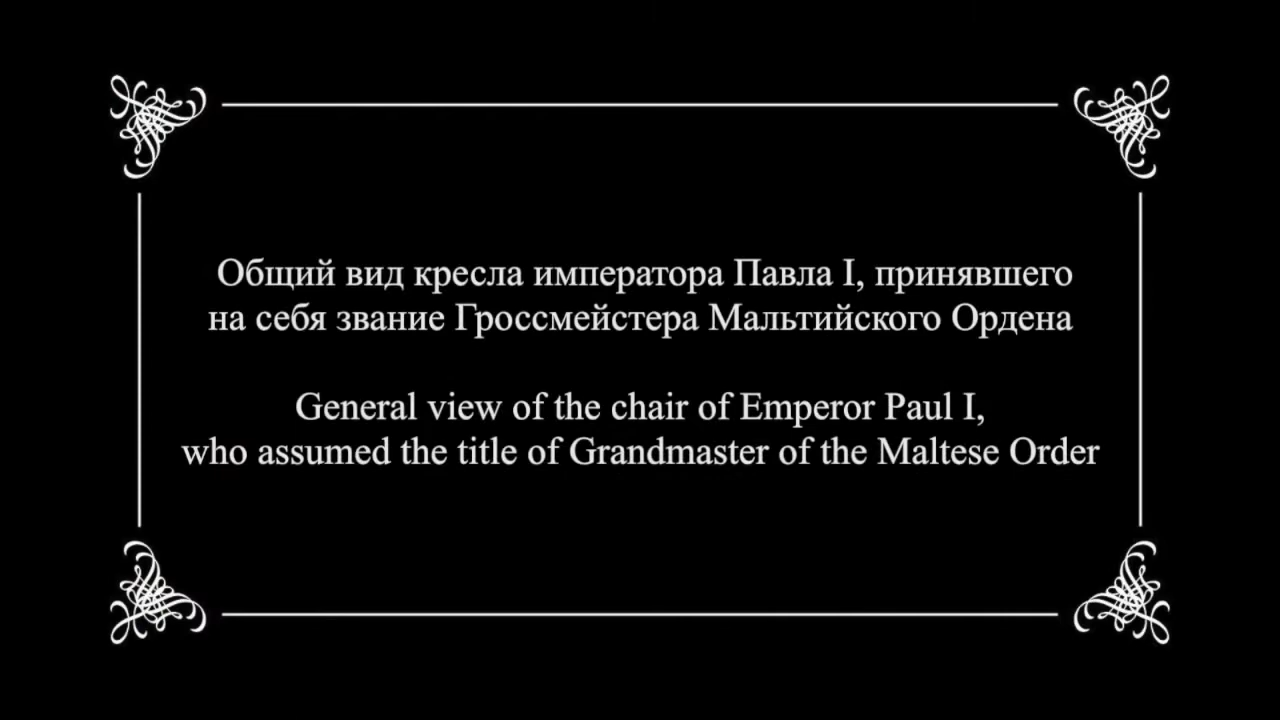 Общий вид кресла императора Павла I, принявшего
на себя звание Гроссмейстера Мальтийского Ордена
General view of the chair of Emperor Paul I,
who assumed the title of Grandmaster of the Maltese Order